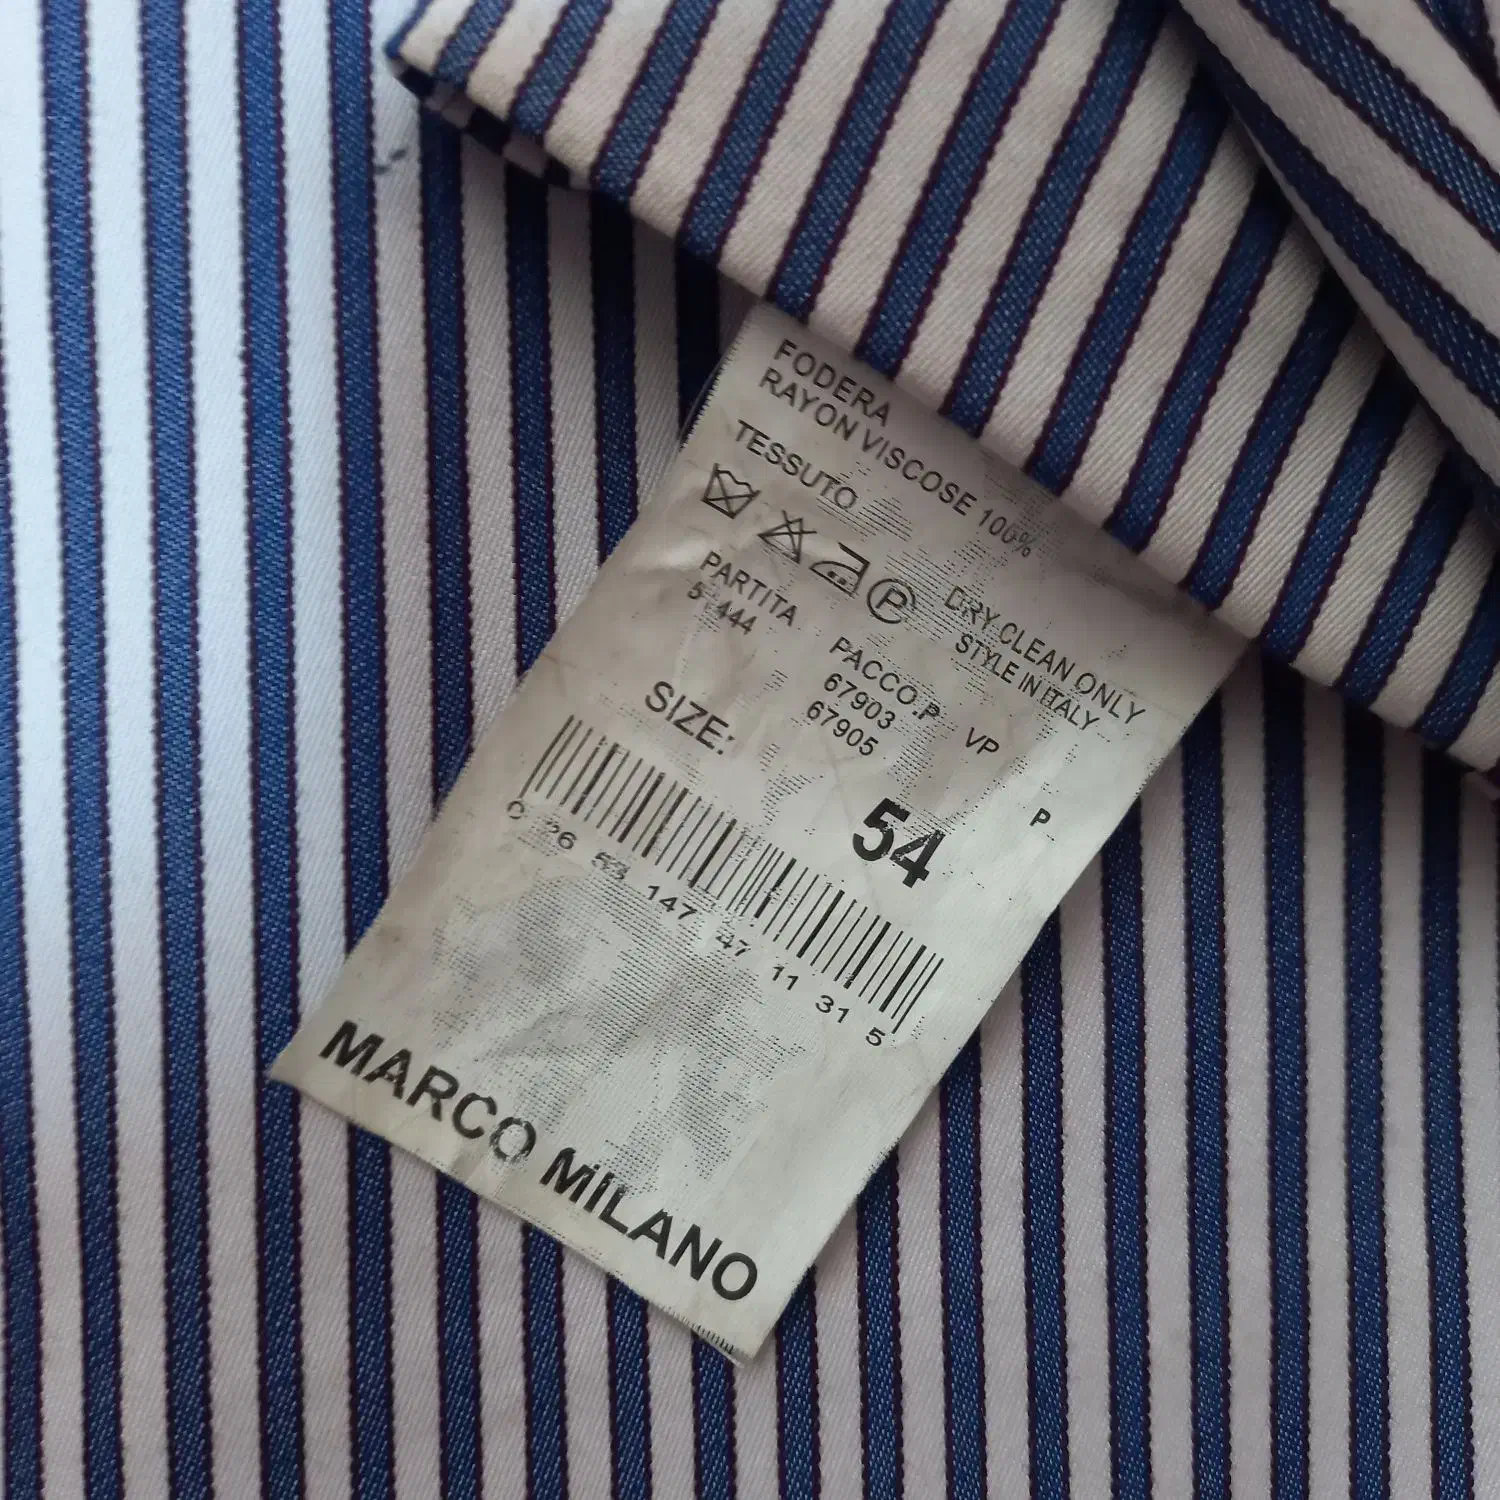 FODERA
RAYON VISCOSE 100%
TESSUTO
P
DRY CLEAN ONLY
STYLE IN ITALY
PARTITA
444
PACCO.P VP P
67903
67905
SIZE: 54
147 47 11 31 5
MARCO MILANO